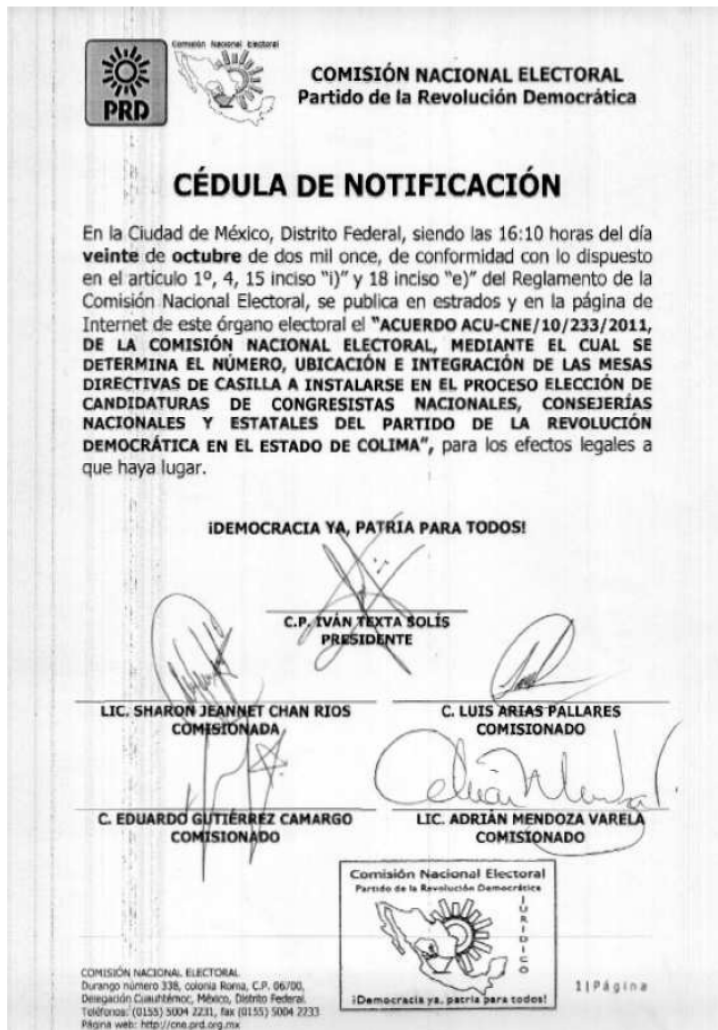 Comisión Nacional Electoral
PRD
COMISIÓN NACIONAL ELECTORAL
Partido de la Revolución Democrática
CÉDULA DE NOTIFICACIÓN
En la Ciudad de México, Distrito Federal, siendo las 16:10 horas del día
veinte de octubre de dos mil once, de conformidad con lo dispuesto
en el artículo 1º, 4, 15 inciso "i)" y 18 inciso "e)" del Reglamento de la
Comisión Nacional Electoral, se publica en estrados y en la página de
Internet de este órgano electoral el "ACUERDO ACU-CNE/10/233/2011,
DE LA COMISIÓN NACIONAL ELECTORAL, MEDIANTE EL CUAL SE
DETERMINA EL NÚMERO, UBICACIÓN E INTEGRACIÓN DE LAS MESAS
DIRECTIVAS DE CASILLA A INSTALARSE EN EL PROCESO ELECCIÓN DE
CANDIDATURAS DE CONGRESISTAS NACIONALES, CONSEJERÍAS
NACIONALES Y ESTATALES DEL PARTIDO DE LA REVOLUCIÓN
DEMOCRÁTICA EN EL ESTADO DE COLIMA", para los efectos legales a
que haya lugar.
¡DEMOCRACIA YA, PATRIA PARA TODOS!
C.P. IVÁN TEXTA SOLÍS
PRESIDENTE
LIC. SHARON JEANNET CHAN RIOS
COMISIONADA
C. LUIS ARIAS PALLARES
COMISIONADO
C. EDUARDO GUTIÉRREZ CAMARGO
COMISIONADO
LIC. ADRIÁN MENDOZA VARELA
COMISIONADO
Comisión Nacional Electoral
Partido de la Revolución Democrática
JURIDICO
¡Democracia ya, patria para todos!
COMISIÓN NACIONAL ELECTORAL
Durango número 338, colonia Roma, C.P. 06700,
Delegación Cuauhtémoc, México, Distrito Federal.
Teléfonos: (0155) 5004 2231, fax (0155) 5004 2233
Página web: http://cne.prd.org.mx
1|Página